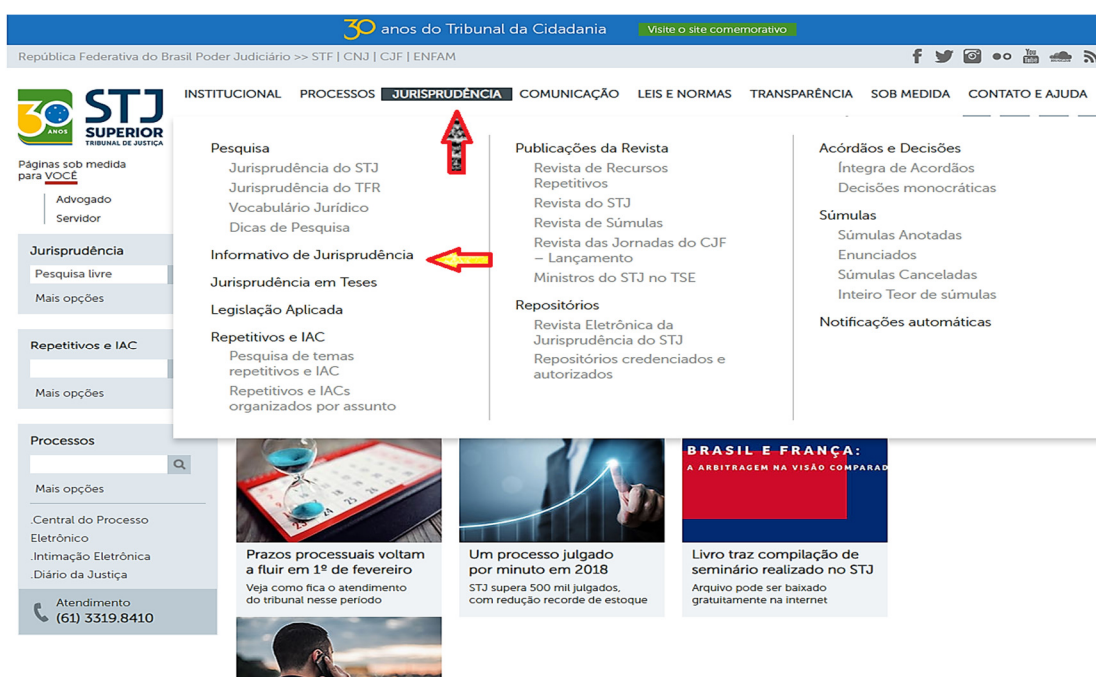 30 anos do Tribunal da Cidadania
Visite o site comemorativo
República Federativa do Brasil Poder Judiciário >> STF | CNJ | CJF | ENFAM
You
Tube
30
ANOS
STJ
SUPERIOR
TRIBUNAL DE JUSTIÇA
INSTITUCIONAL PROCESSOS JURISPRUDÊNCIA COMUNICAÇÃO LEIS E NORMAS TRANSPARÊNCIA SOB MEDIDA CONTATO E AJUDA
Páginas sob medida
para VOCÊ
Advogado
Servidor
Jurisprudência
Pesquisa livre
Mais opções
Repetitivos e IAC
Mais opções
Processos
Mais opções
.Central do Processo
Eletrônico
.Intimação Eletrônica
.Diário da Justiça
Atendimento
(61) 3319.8410
Pesquisa
Jurisprudência do STJ
Jurisprudência do TFR
Vocabulário Jurídico
Dicas de Pesquisa
Informativo de Jurisprudência
Jurisprudência em Teses
Legislação Aplicada
Repetitivos e IAC
Pesquisa de temas
repetitivos e IAC
Repetitivos e IACs
organizados por assunto
Publicações da Revista
Revista de Recursos
Repetitivos
Revista do STJ
Revista de Súmulas
Revista das Jornadas do CJF
– Lançamento
Ministros do STJ no TSE
Repositórios
Revista Eletrônica da
Jurisprudência do STJ
Repositórios credenciados e
autorizados
Acórdãos e Decisões
Íntegra de Acordãos
Decisões monocráticas
Súmulas
Súmulas Anotadas
Enunciados
Súmulas Canceladas
Inteiro Teor de súmulas
Notificações automáticas
Prazos processuais voltam
a fluir em 1º de fevereiro
Veja como fica o atendimento
do tribunal nesse período
Um processo julgado
por minuto em 2018
STJ supera 500 mil julgados,
com redução recorde de estoque
BRASIL E FRANÇA:
A ARBITRAGEM NA VISÃO COMPARAD
Livro traz compilação de
seminário realizado no STJ
Arquivo pode ser baixado
gratuitamente na internet